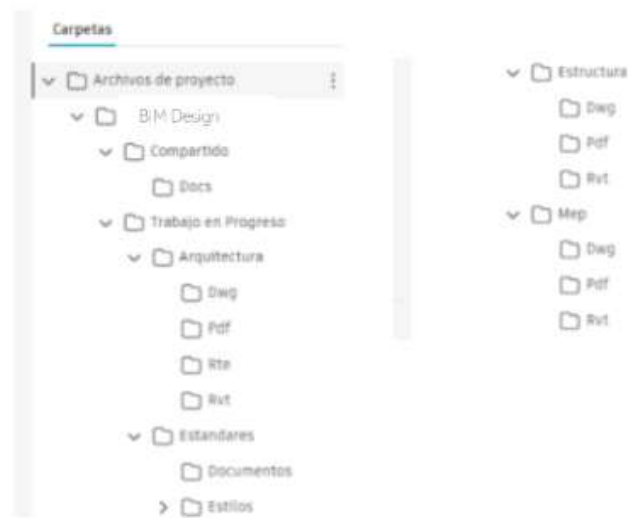 Carpetas
Archivos de proyecto
BIM Design
Compartido
Docs
Trabajo en Progreso
Arquitectura
Dwg
Pdf
Rte
Rvt
Estandares
Documentos
Estilos
Estructura
Dwg
Pdf
Rvt
Mep
Dwg
Pdf
Rvt